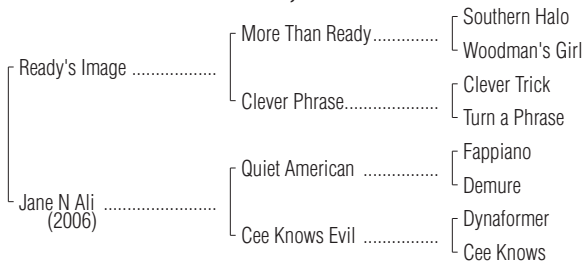 Southern Halo
More Than Ready..............
Woodman's Girl
Ready's Image ..................
Clever Trick
Clever Phrase....................
Turn a Phrase
Fappiano
Quiet American ................
Demure
Jane N Ali ........................
(2006)
Dynaformer
Cee Knows Evil ................
Cee Knows